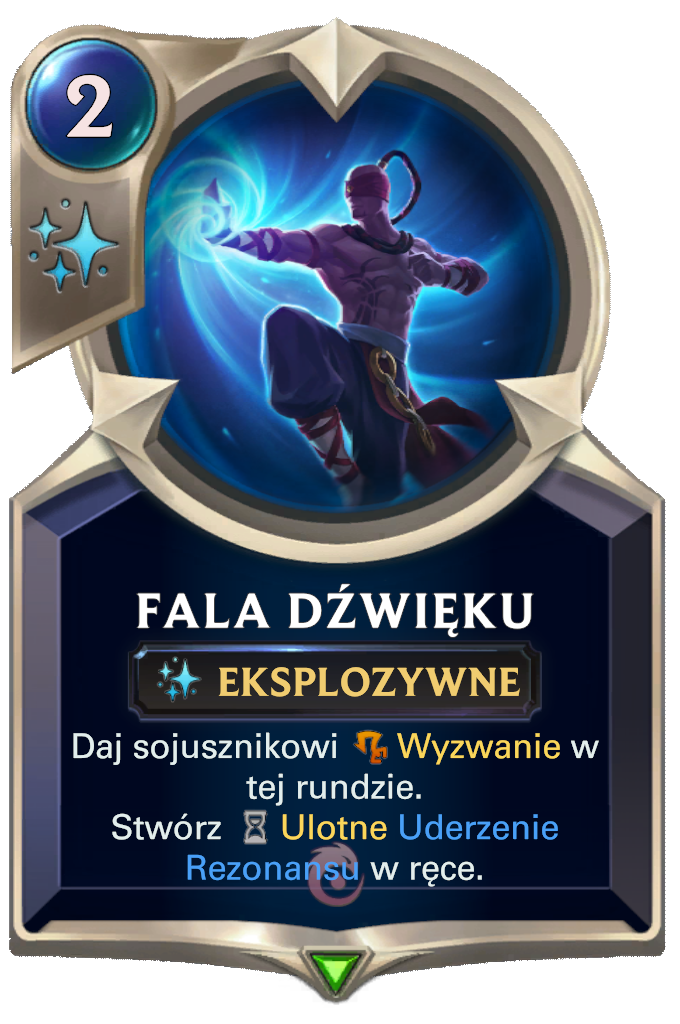 2
FALA DŹWIĘKU
EKSPLOZYWNE
Daj sojusznikowi Wyzwanie w
tej rundzie.
Stwórz Ulotne Uderzenie
Rezonansu w ręce.